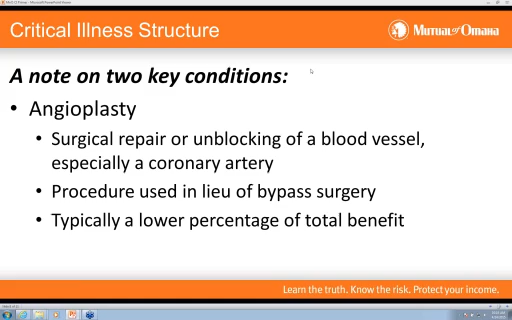 Critical Illness Structure
Mutual of Omaha
A note on two key conditions:
• Angioplasty
• Surgical repair or unblocking of a blood vessel,
especially a coronary artery
• Procedure used in lieu of bypass surgery
• Typically a lower percentage of total benefit
Learn the truth. Know the risk. Protect your income.